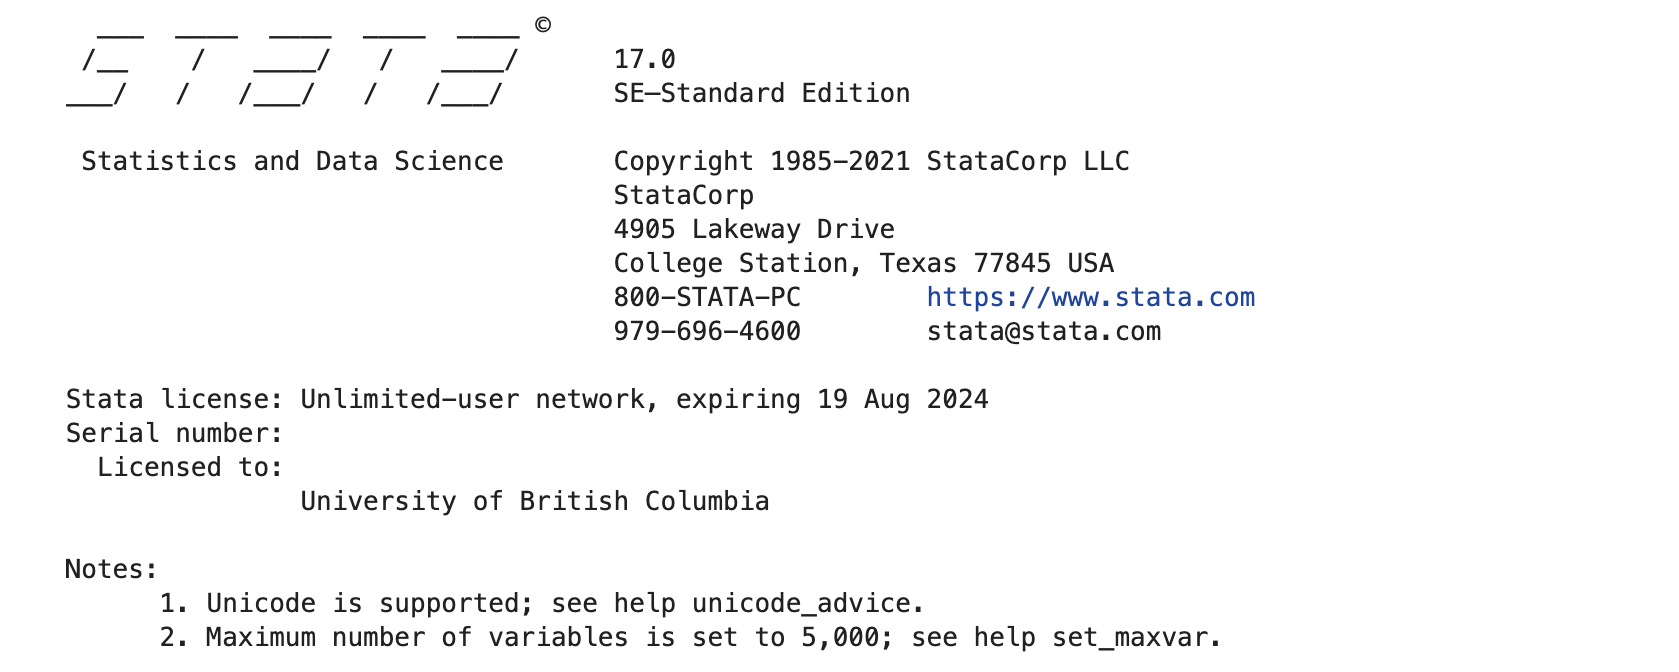 ___  ____  ____  ____  ____ ©
 /__    /   ____/   /   ____/      17.0
___/   /   /___/   /   /___/       SE—Standard Edition

 Statistics and Data Science       Copyright 1985-2021 StataCorp LLC
                                   StataCorp
                                   4905 Lakeway Drive
                                   College Station, Texas 77845 USA
                                   800-STATA-PC        https://www.stata.com
                                   979-696-4600        stata@stata.com

Stata license: Unlimited-user network, expiring 19 Aug 2024
Serial number:
  Licensed to:
               University of British Columbia

Notes:
      1. Unicode is supported; see help unicode_advice.
      2. Maximum number of variables is set to 5,000; see help set_maxvar.